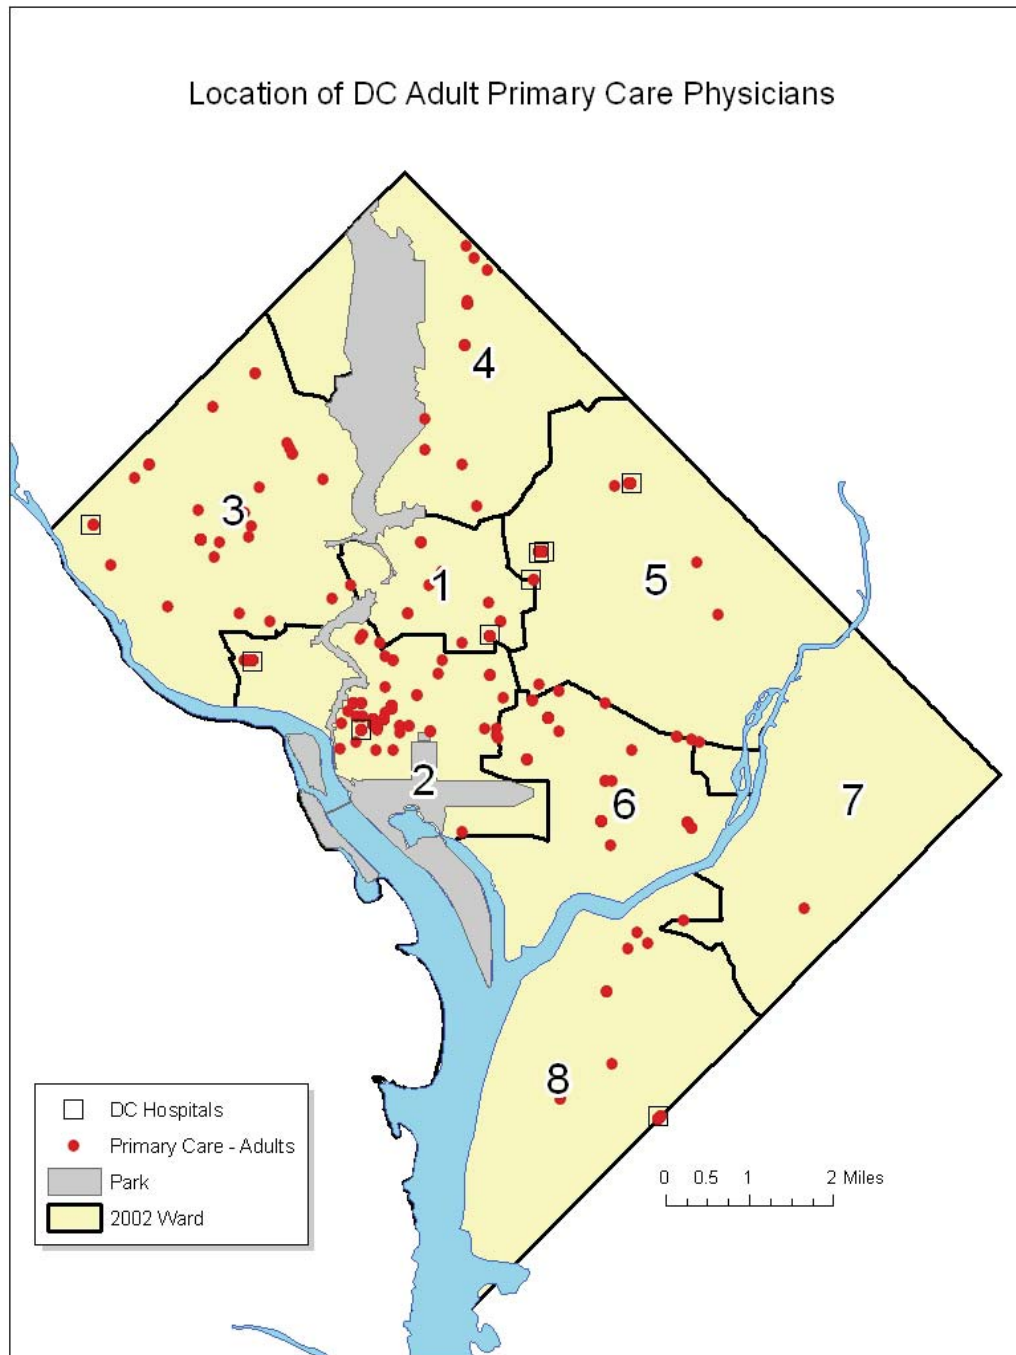 Location of DC Adult Primary Care Physicians
4
3
1
5
2
6
7
8
DC Hospitals
Primary Care - Adults
Park
2002 Ward
0 0.5 1 2 Miles